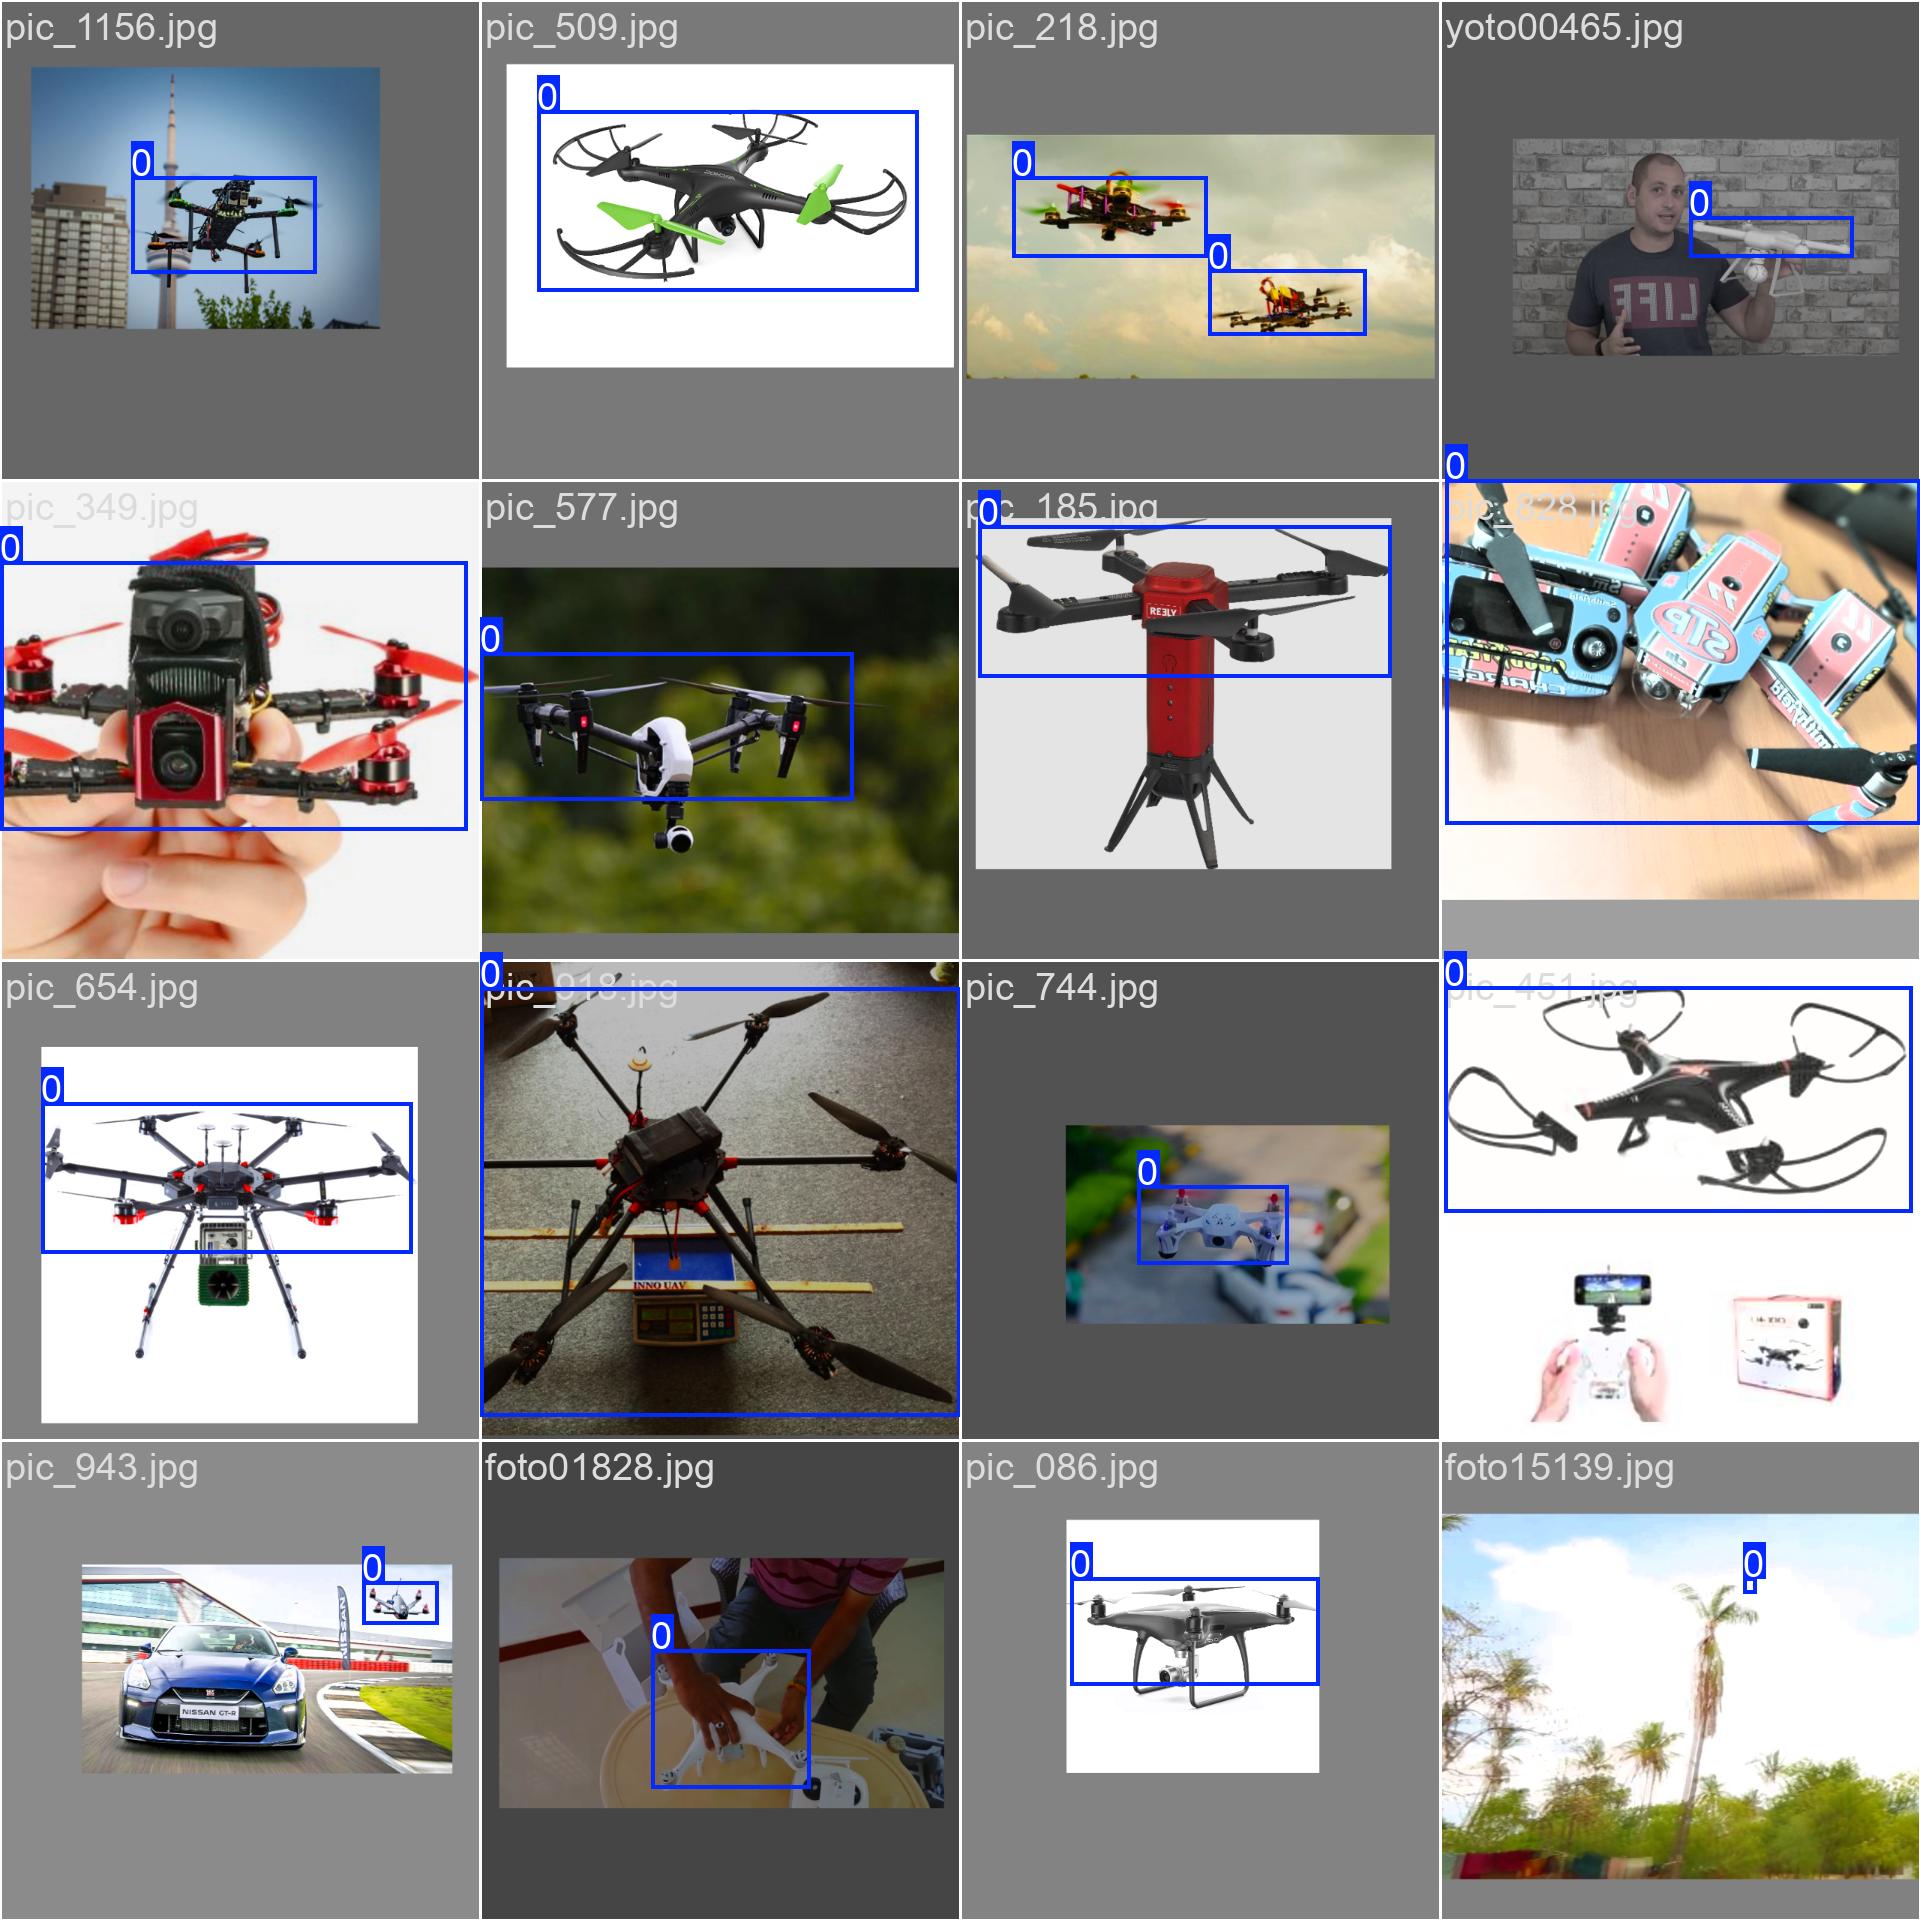 pic_1156.jpg
pic_509.jpg
pic_218.jpg
yoto00465.jpg
0
0
0
0
0
LIFE
pic_349.jpg
pic_577.jpg
pic_185.jpg
pic_828.jpg
0
0
0
0
REELY
STP
pic_654.jpg
pic_918.jpg
pic_744.jpg
pic_451.jpg
0
0
0
0
INNO UAV
pic_943.jpg
foto01828.jpg
pic_086.jpg
foto15139.jpg
0
0
0
0
NISSAN
NISSAN GT-R